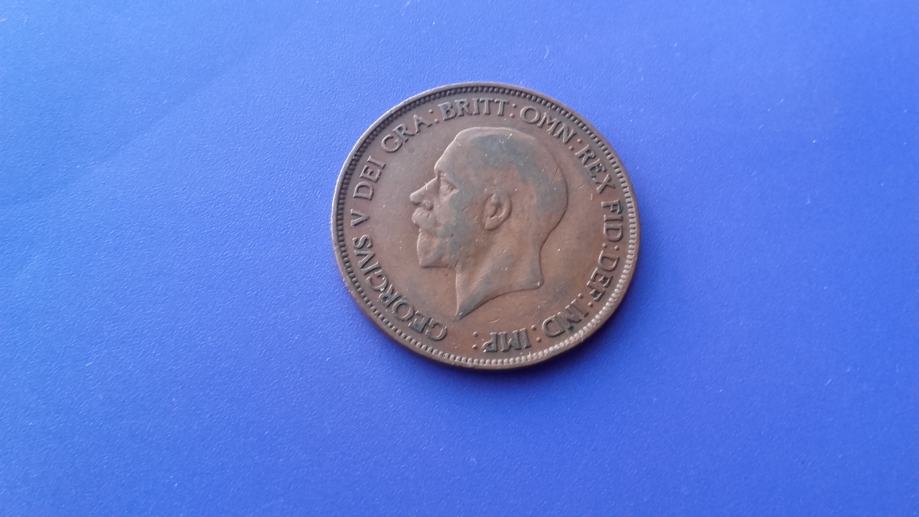 GEORGIVS V DEI GRA: BRITT: OMN: REX FID: DEF: IND: IMP: